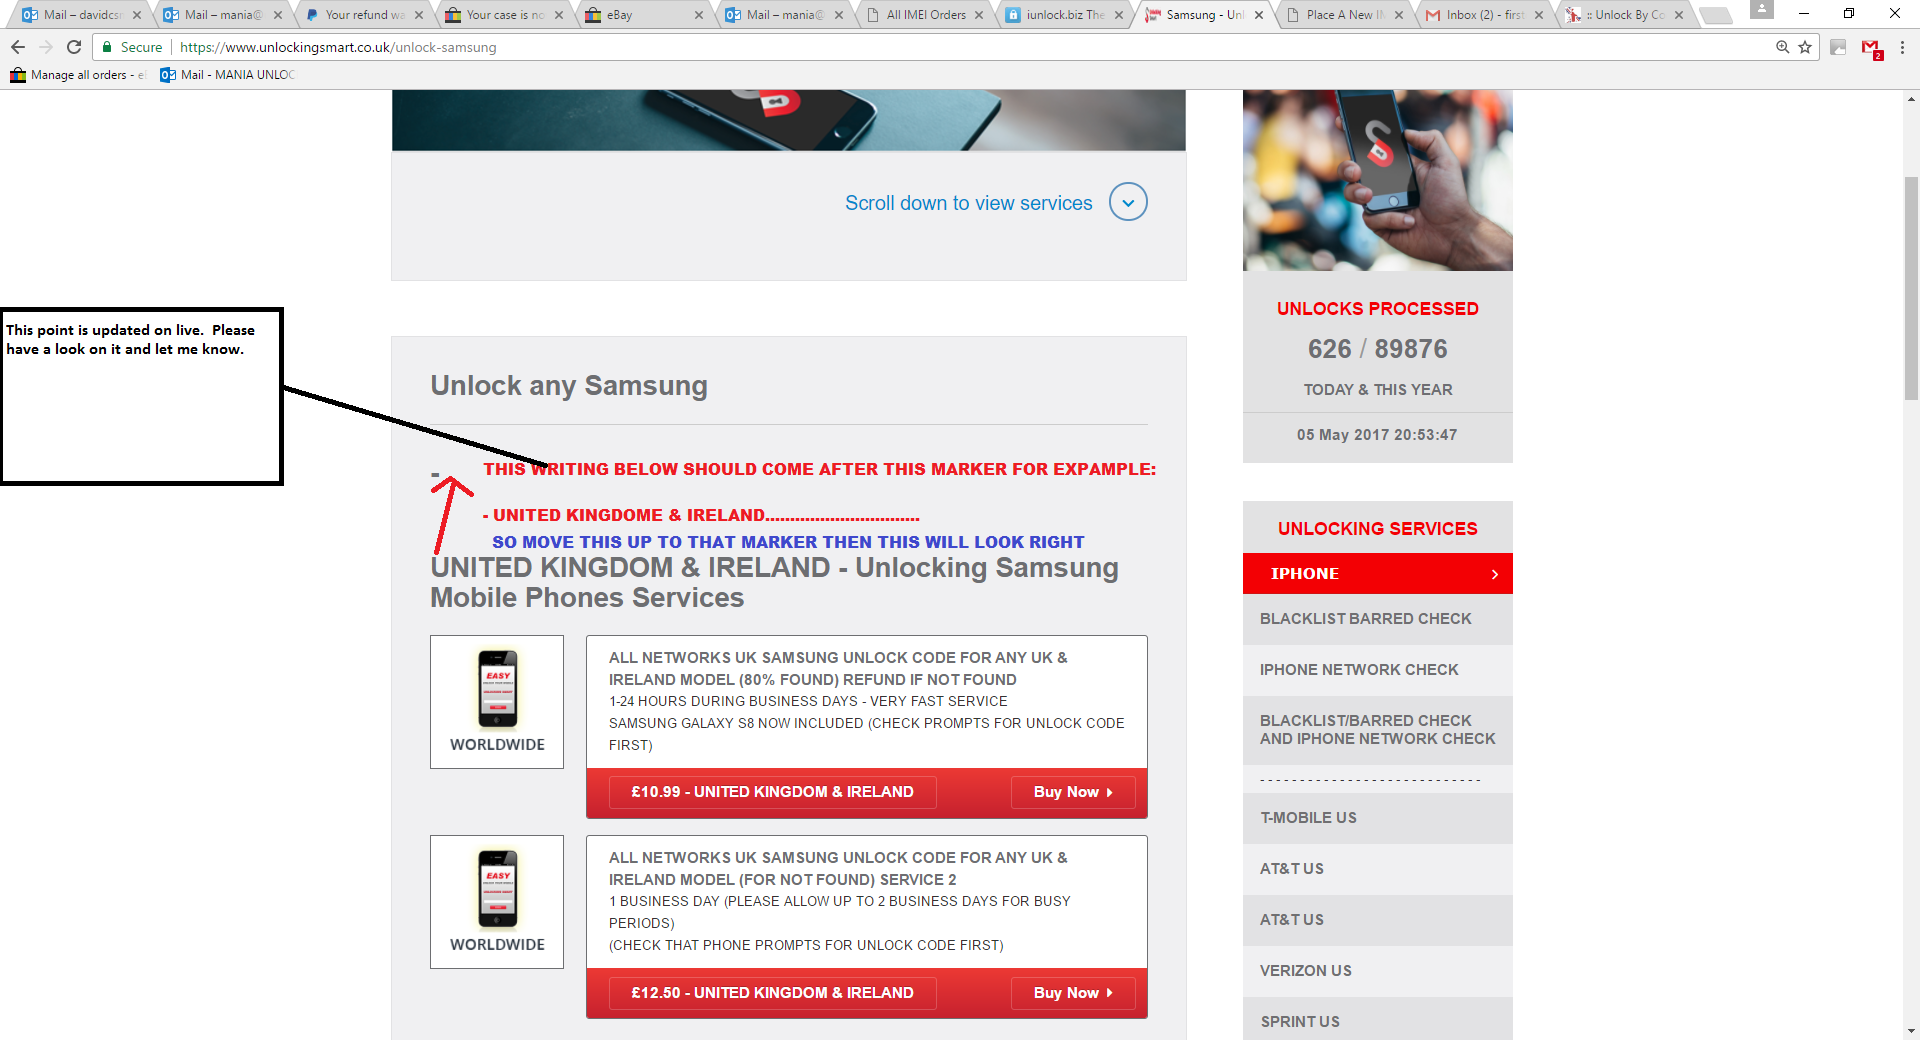 Mail – davidcsr
Mail – mania@
Your refund wa
Your case is no
eBay
Mail – mania@
All IMEI Orders
iunlock.biz The
Samsung - Unl
Place A New IM
Inbox (2) - first
:: Unlock By Co
Secure
https://www.unlockingsmart.co.uk/unlock-samsung
2
Manage all orders - e
Mail - MANIA UNLOC
Scroll down to view services
This point is updated on live. Please
have a look on it and let me know.
Unlock any Samsung
- THIS WRITING BELOW SHOULD COME AFTER THIS MARKER FOR EXPAMPLE:
- UNITED KINGDOME & IRELAND...............................
SO MOVE THIS UP TO THAT MARKER THEN THIS WILL LOOK RIGHT
UNITED KINGDOM & IRELAND - Unlocking Samsung
Mobile Phones Services
EASY
WORLDWIDE
ALL NETWORKS UK SAMSUNG UNLOCK CODE FOR ANY UK &
IRELAND MODEL (80% FOUND) REFUND IF NOT FOUND
1-24 HOURS DURING BUSINESS DAYS - VERY FAST SERVICE
SAMSUNG GALAXY S8 NOW INCLUDED (CHECK PROMPTS FOR UNLOCK CODE
FIRST)
£10.99 - UNITED KINGDOM & IRELAND
Buy Now
EASY
WORLDWIDE
ALL NETWORKS UK SAMSUNG UNLOCK CODE FOR ANY UK &
IRELAND MODEL (FOR NOT FOUND) SERVICE 2
1 BUSINESS DAY (PLEASE ALLOW UP TO 2 BUSINESS DAYS FOR BUSY
PERIODS)
(CHECK THAT PHONE PROMPTS FOR UNLOCK CODE FIRST)
£12.50 - UNITED KINGDOM & IRELAND
Buy Now
UNLOCKS PROCESSED
626 / 89876
TODAY & THIS YEAR
05 May 2017 20:53:47
UNLOCKING SERVICES
IPHONE
BLACKLIST BARRED CHECK
IPHONE NETWORK CHECK
BLACKLIST/BARRED CHECK
AND IPHONE NETWORK CHECK
- - - - - - - - - - - - - - - - - - - - - - - - - - - -
T-MOBILE US
AT&T US
AT&T US
VERIZON US
SPRINT US